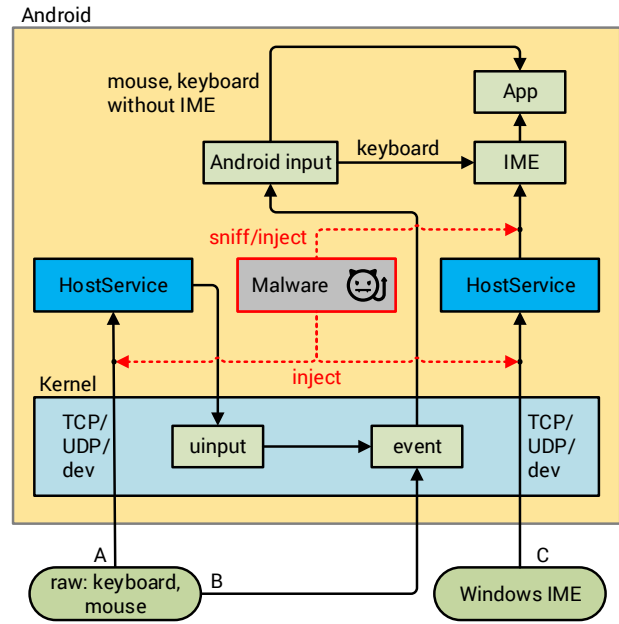 Android
mouse, keyboard
without IME
App
Android input
keyboard
IME
sniff/inject
HostService
Malware
HostService
inject
Kernel
TCP/
UDP/
dev
uinput
event
TCP/
UDP/
dev
A
B
C
raw: keyboard,
mouse
Windows IME